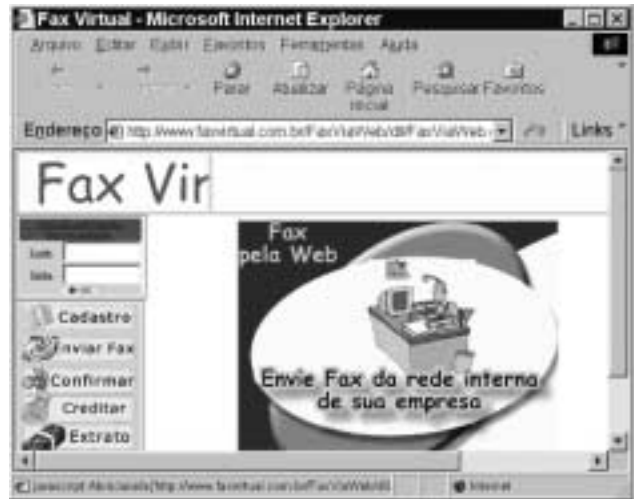 Fax Virtual - Microsoft Internet Explorer
Arquivo Editar Exibir Favoritos Ferramentas Ajuda
Parar Atualizar Página inicial Pesquisar Favoritos
Endereço Links
Fax Vir
Fax
pela Web
Cadastro
Enviar Fax
Confirmar
Creditar
Extrato
Envie Fax da rede interna
de sua empresa
Internet